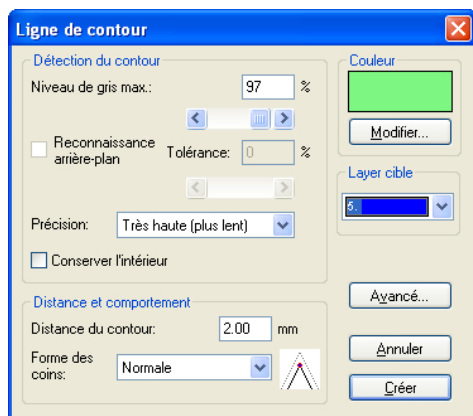 Ligne de contour
Détection du contour
Niveau de gris max.: 97 %
Reconnaissance arrière-plan
Tolérance: 0 %
Précision: Très haute (plus lent)
Conserver l'intérieur
Distance et comportement
Distance du contour: 2.00 mm
Forme des coins: Normale
Couleur
Modifier...
Layer cible
5.
Avancé...
Annuler
Créer